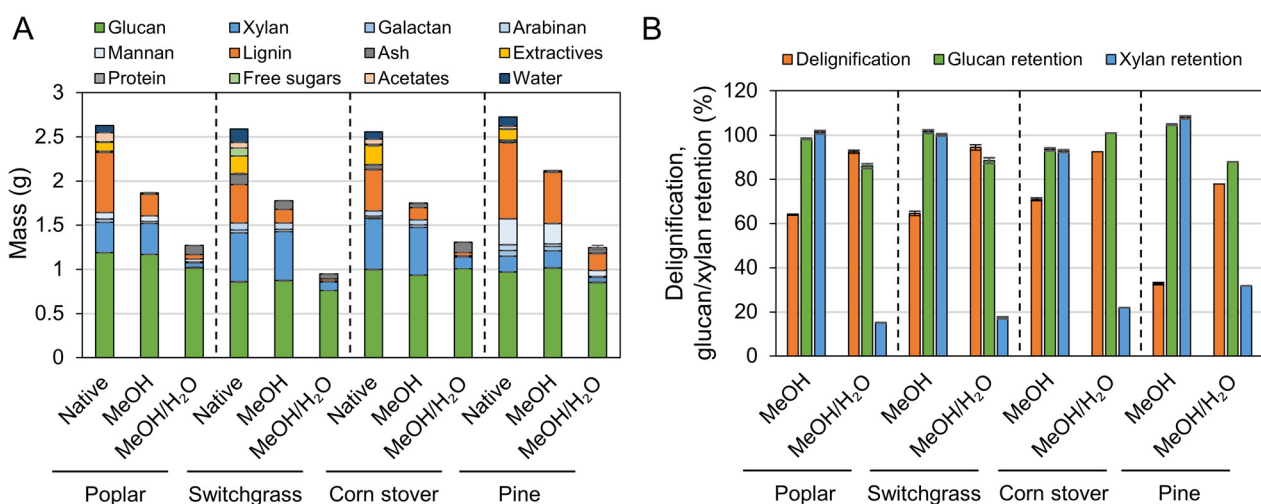 A
Glucan Xylan Galactan Arabinan
Mannan Lignin Ash Extractives
Protein Free sugars Acetates Water
Mass (g)
3
2.5
2
1.5
1
0.5
0
Native MeOH MeOH/H₂O Native MeOH MeOH/H₂O Native MeOH MeOH/H₂O Native MeOH MeOH/H₂O
Poplar Switchgrass Corn stover Pine
B
Delignification Glucan retention Xylan retention
Delignification,
glucan/xylan retention (%)
120
100
80
60
40
20
0
MeOH MeOH/H₂O MeOH MeOH/H₂O MeOH MeOH/H₂O MeOH MeOH/H₂O
Poplar Switchgrass Corn stover Pine